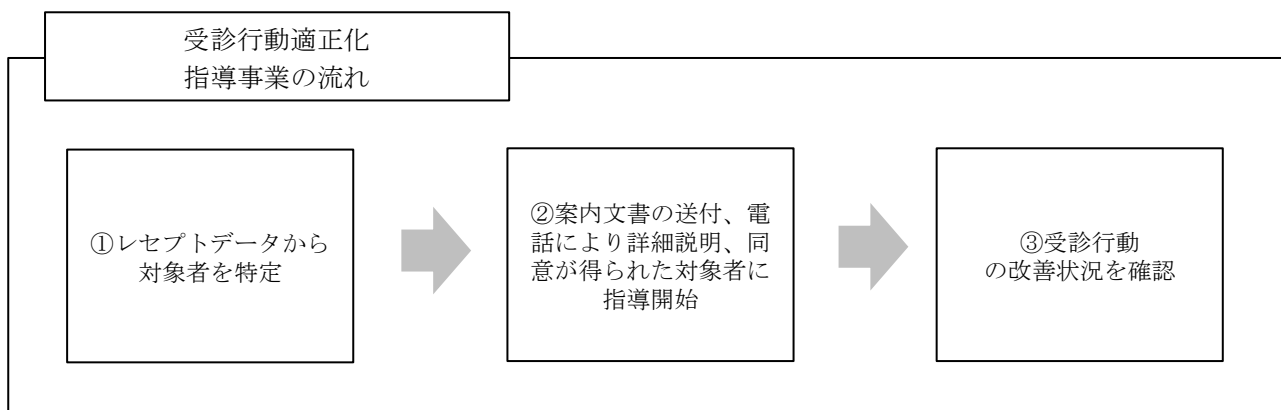 受診行動適正化
指導事業の流れ
①レセプトデータから
対象者を特定
②案内文書の送付、電
話により詳細説明、同
意が得られた対象者に
指導開始
③受診行動
の改善状況を確認